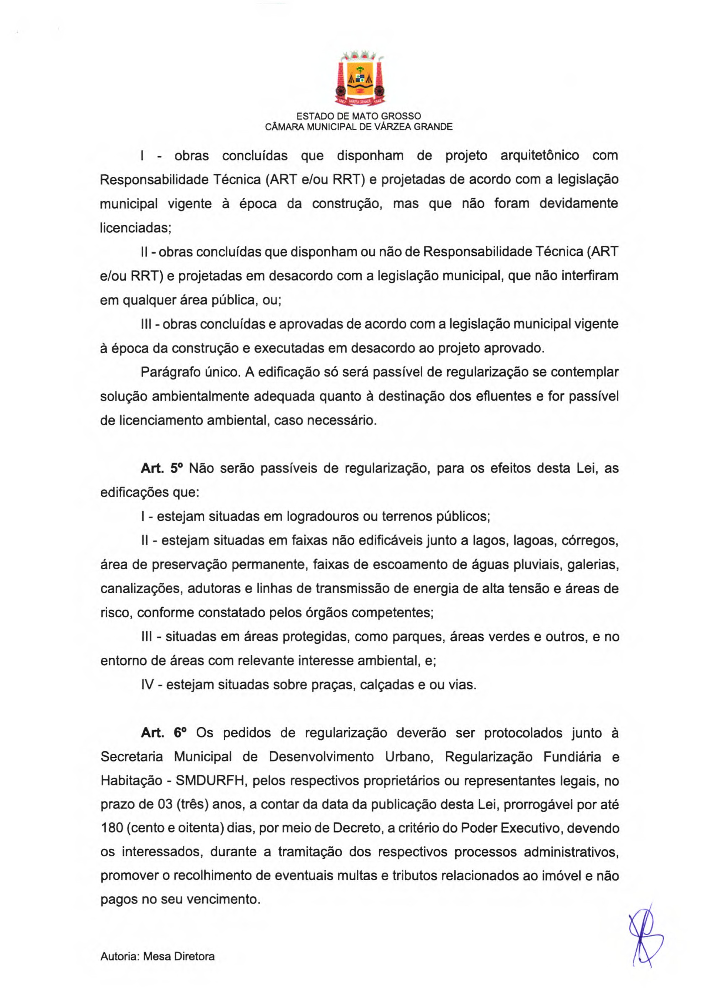 1867 VÁRZEA GRANDE 1948
ESTADO DE MATO GROSSO
CÂMARA MUNICIPAL DE VÁRZEA GRANDE
I - obras concluídas que disponham de projeto arquitetônico com
Responsabilidade Técnica (ART e/ou RRT) e projetadas de acordo com a legislação
municipal vigente à época da construção, mas que não foram devidamente
licenciadas;
II - obras concluídas que disponham ou não de Responsabilidade Técnica (ART
e/ou RRT) e projetadas em desacordo com a legislação municipal, que não interfiram
em qualquer área pública, ou;
III - obras concluídas e aprovadas de acordo com a legislação municipal vigente
à época da construção e executadas em desacordo ao projeto aprovado.
Parágrafo único. A edificação só será passível de regularização se contemplar
solução ambientalmente adequada quanto à destinação dos efluentes e for passível
de licenciamento ambiental, caso necessário.
Art. 5º Não serão passíveis de regularização, para os efeitos desta Lei, as
edificações que:
I - estejam situadas em logradouros ou terrenos públicos;
II - estejam situadas em faixas não edificáveis junto a lagos, lagoas, córregos,
área de preservação permanente, faixas de escoamento de águas pluviais, galerias,
canalizações, adutoras e linhas de transmissão de energia de alta tensão e áreas de
risco, conforme constatado pelos órgãos competentes;
III - situadas em áreas protegidas, como parques, áreas verdes e outros, e no
entorno de áreas com relevante interesse ambiental, e;
IV - estejam situadas sobre praças, calçadas e ou vias.
Art. 6º Os pedidos de regularização deverão ser protocolados junto à
Secretaria Municipal de Desenvolvimento Urbano, Regularização Fundiária e
Habitação - SMDURFH, pelos respectivos proprietários ou representantes legais, no
prazo de 03 (três) anos, a contar da data da publicação desta Lei, prorrogável por até
180 (cento e oitenta) dias, por meio de Decreto, a critério do Poder Executivo, devendo
os interessados, durante a tramitação dos respectivos processos administrativos,
promover o recolhimento de eventuais multas e tributos relacionados ao imóvel e não
pagos no seu vencimento.
Autoria: Mesa Diretora